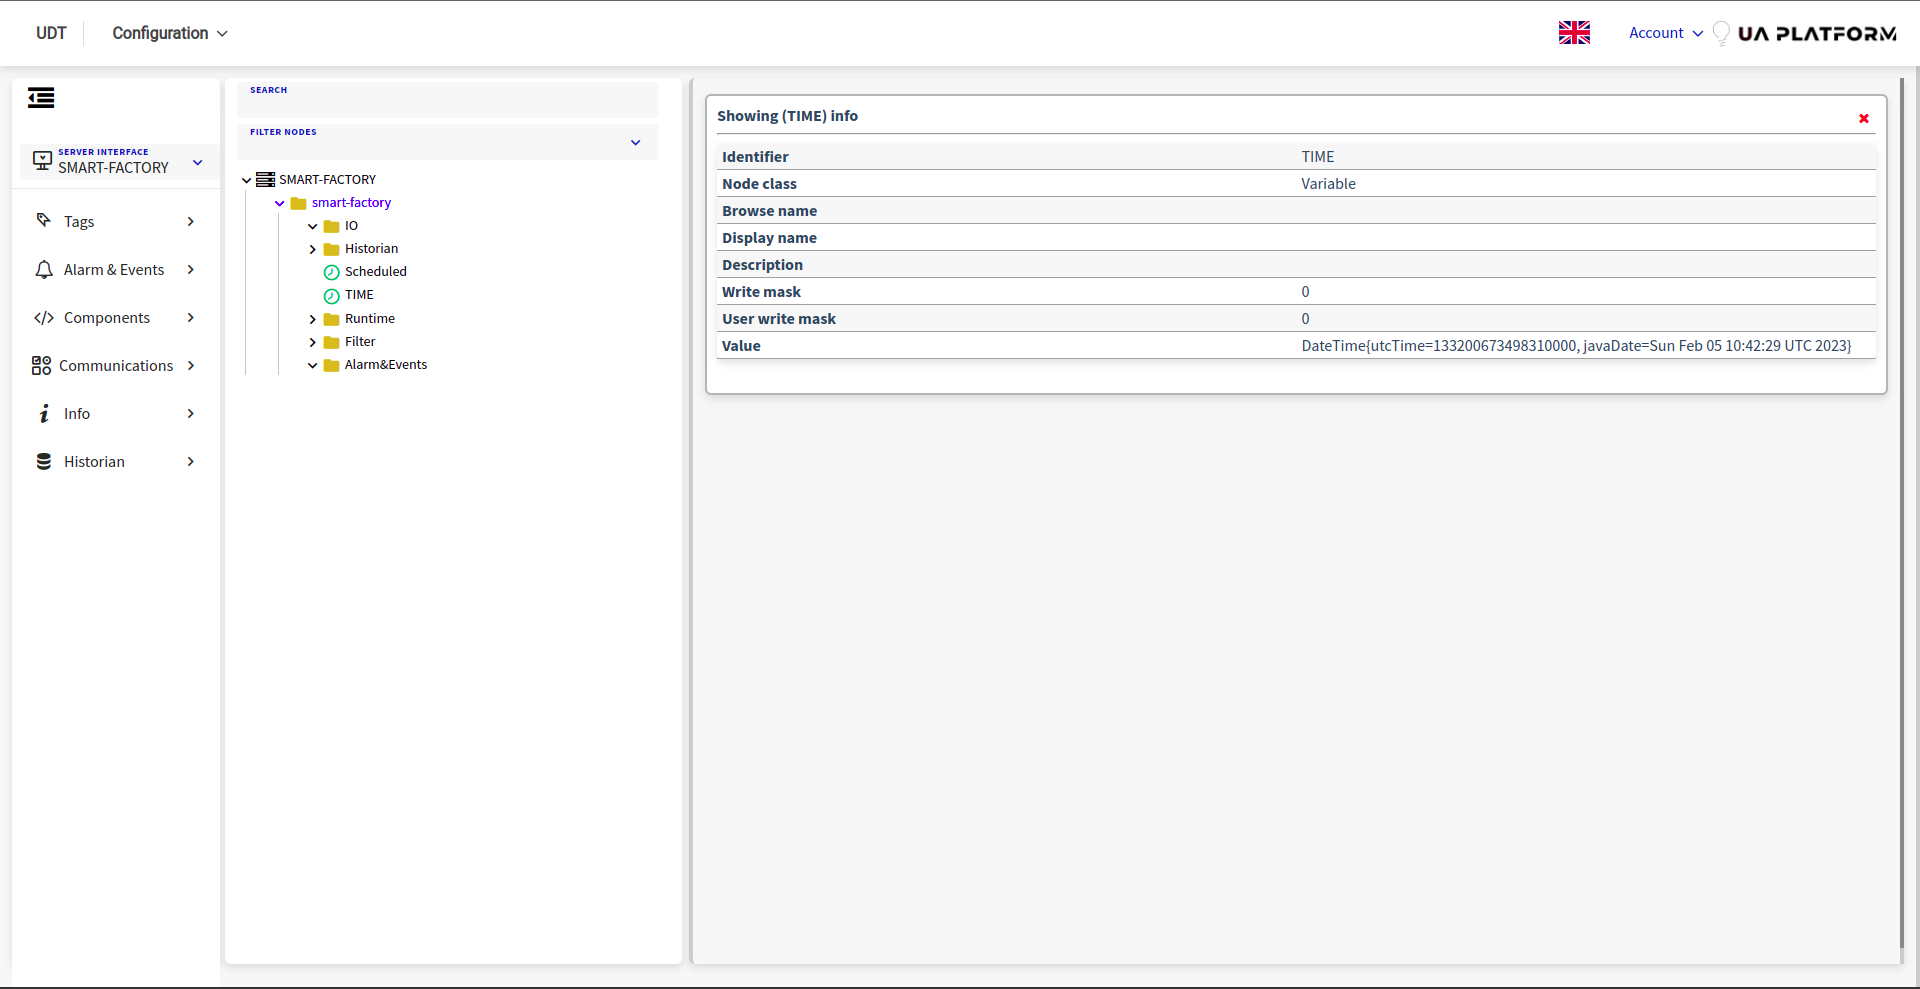 UDT Configuration Account UA PLATFORM
SERVER INTERFACE
SMART-FACTORY
Tags
Alarm & Events
Components
Communications
Info
Historian
SEARCH
FILTER NODES
SMART-FACTORY
smart-factory
IO
Historian
Scheduled
TIME
Runtime
Filter
Alarm&Events
Showing (TIME) info
Identifier TIME
Node class Variable
Browse name
Display name
Description
Write mask 0
User write mask 0
Value DateTime{utcTime=133200673498310000, javaDate=Sun Feb 05 10:42:29 UTC 2023}